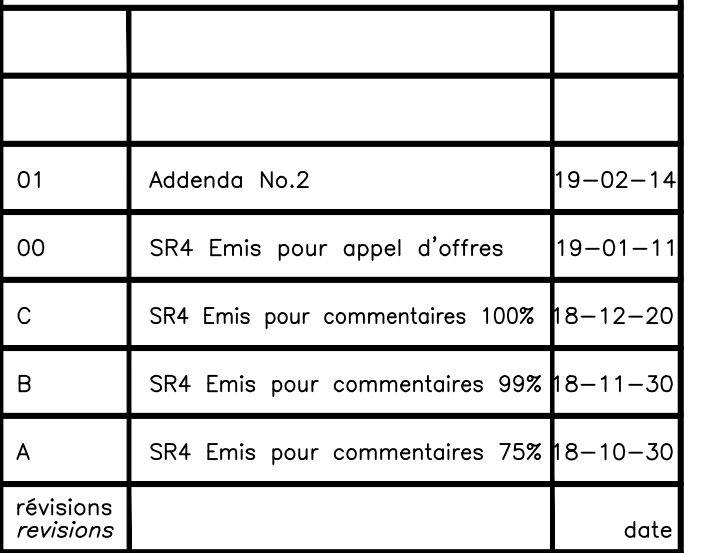 01 Addenda No.2 19-02-14
00 SR4 Emis pour appel d'offres 19-01-11
C SR4 Emis pour commentaires 100% 18-12-20
B SR4 Emis pour commentaires 99% 18-11-30
A SR4 Emis pour commentaires 75% 18-10-30
révisions
revisions date